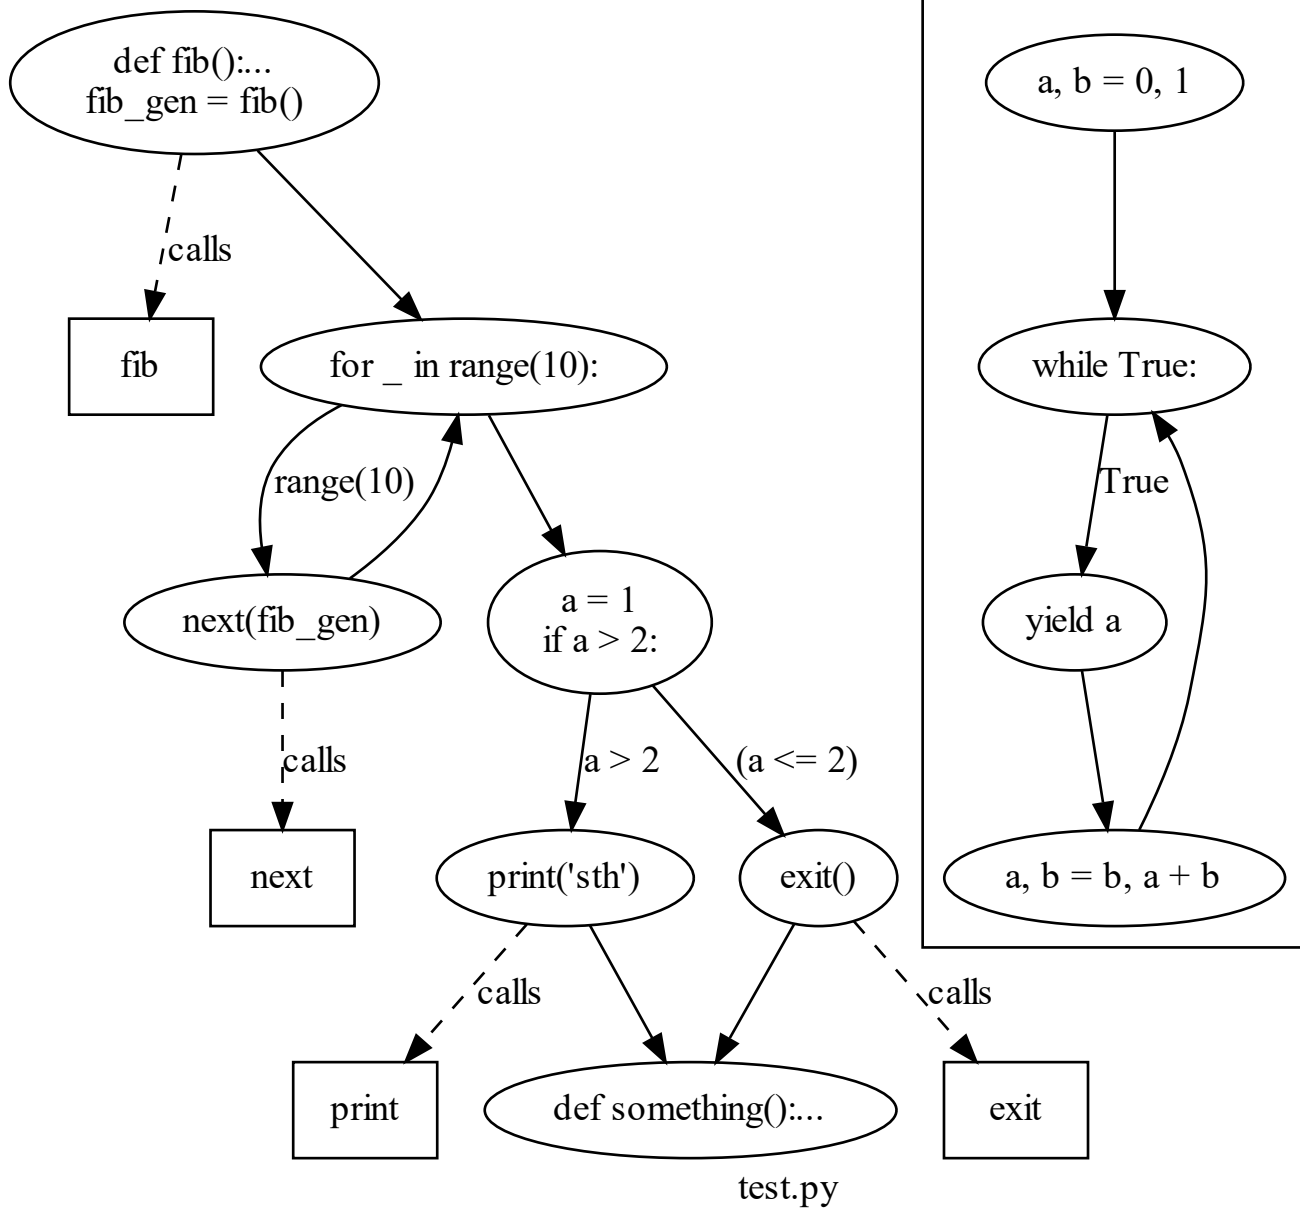 def fib():...
fib_gen = fib()
calls
fib
for _ in range(10):
range(10)
next(fib_gen)
a = 1
if a > 2:
calls
a > 2
(a <= 2)
next
print('sth')
exit()
calls
calls
print
def something():...
exit
test.py
a, b = 0, 1
while True:
True
yield a
a, b = b, a + b